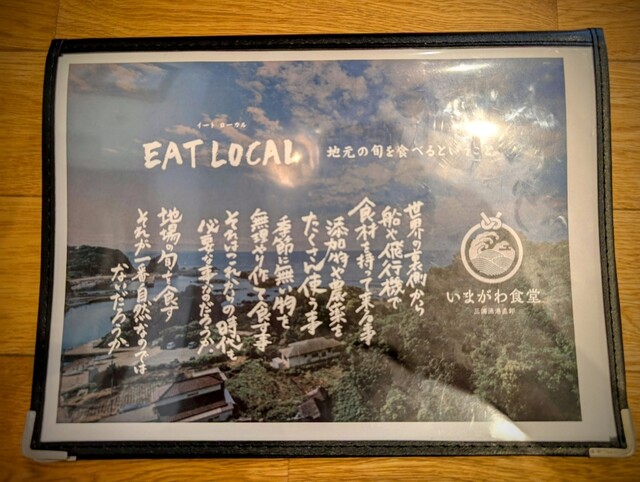 イート ローカル
EAT LOCAL
地元の旬を食べるということ
世界の裏側から
船や飛行機で
食材を持って来る事
添加物や農薬を
たくさん使う事
季節に無い物を
無理やり作って食す事
それはこれからの時代も
必要な事なのだろうか
地場の旬を食す
それが一番自然なのでは
ないだろうか
いまがわ食堂